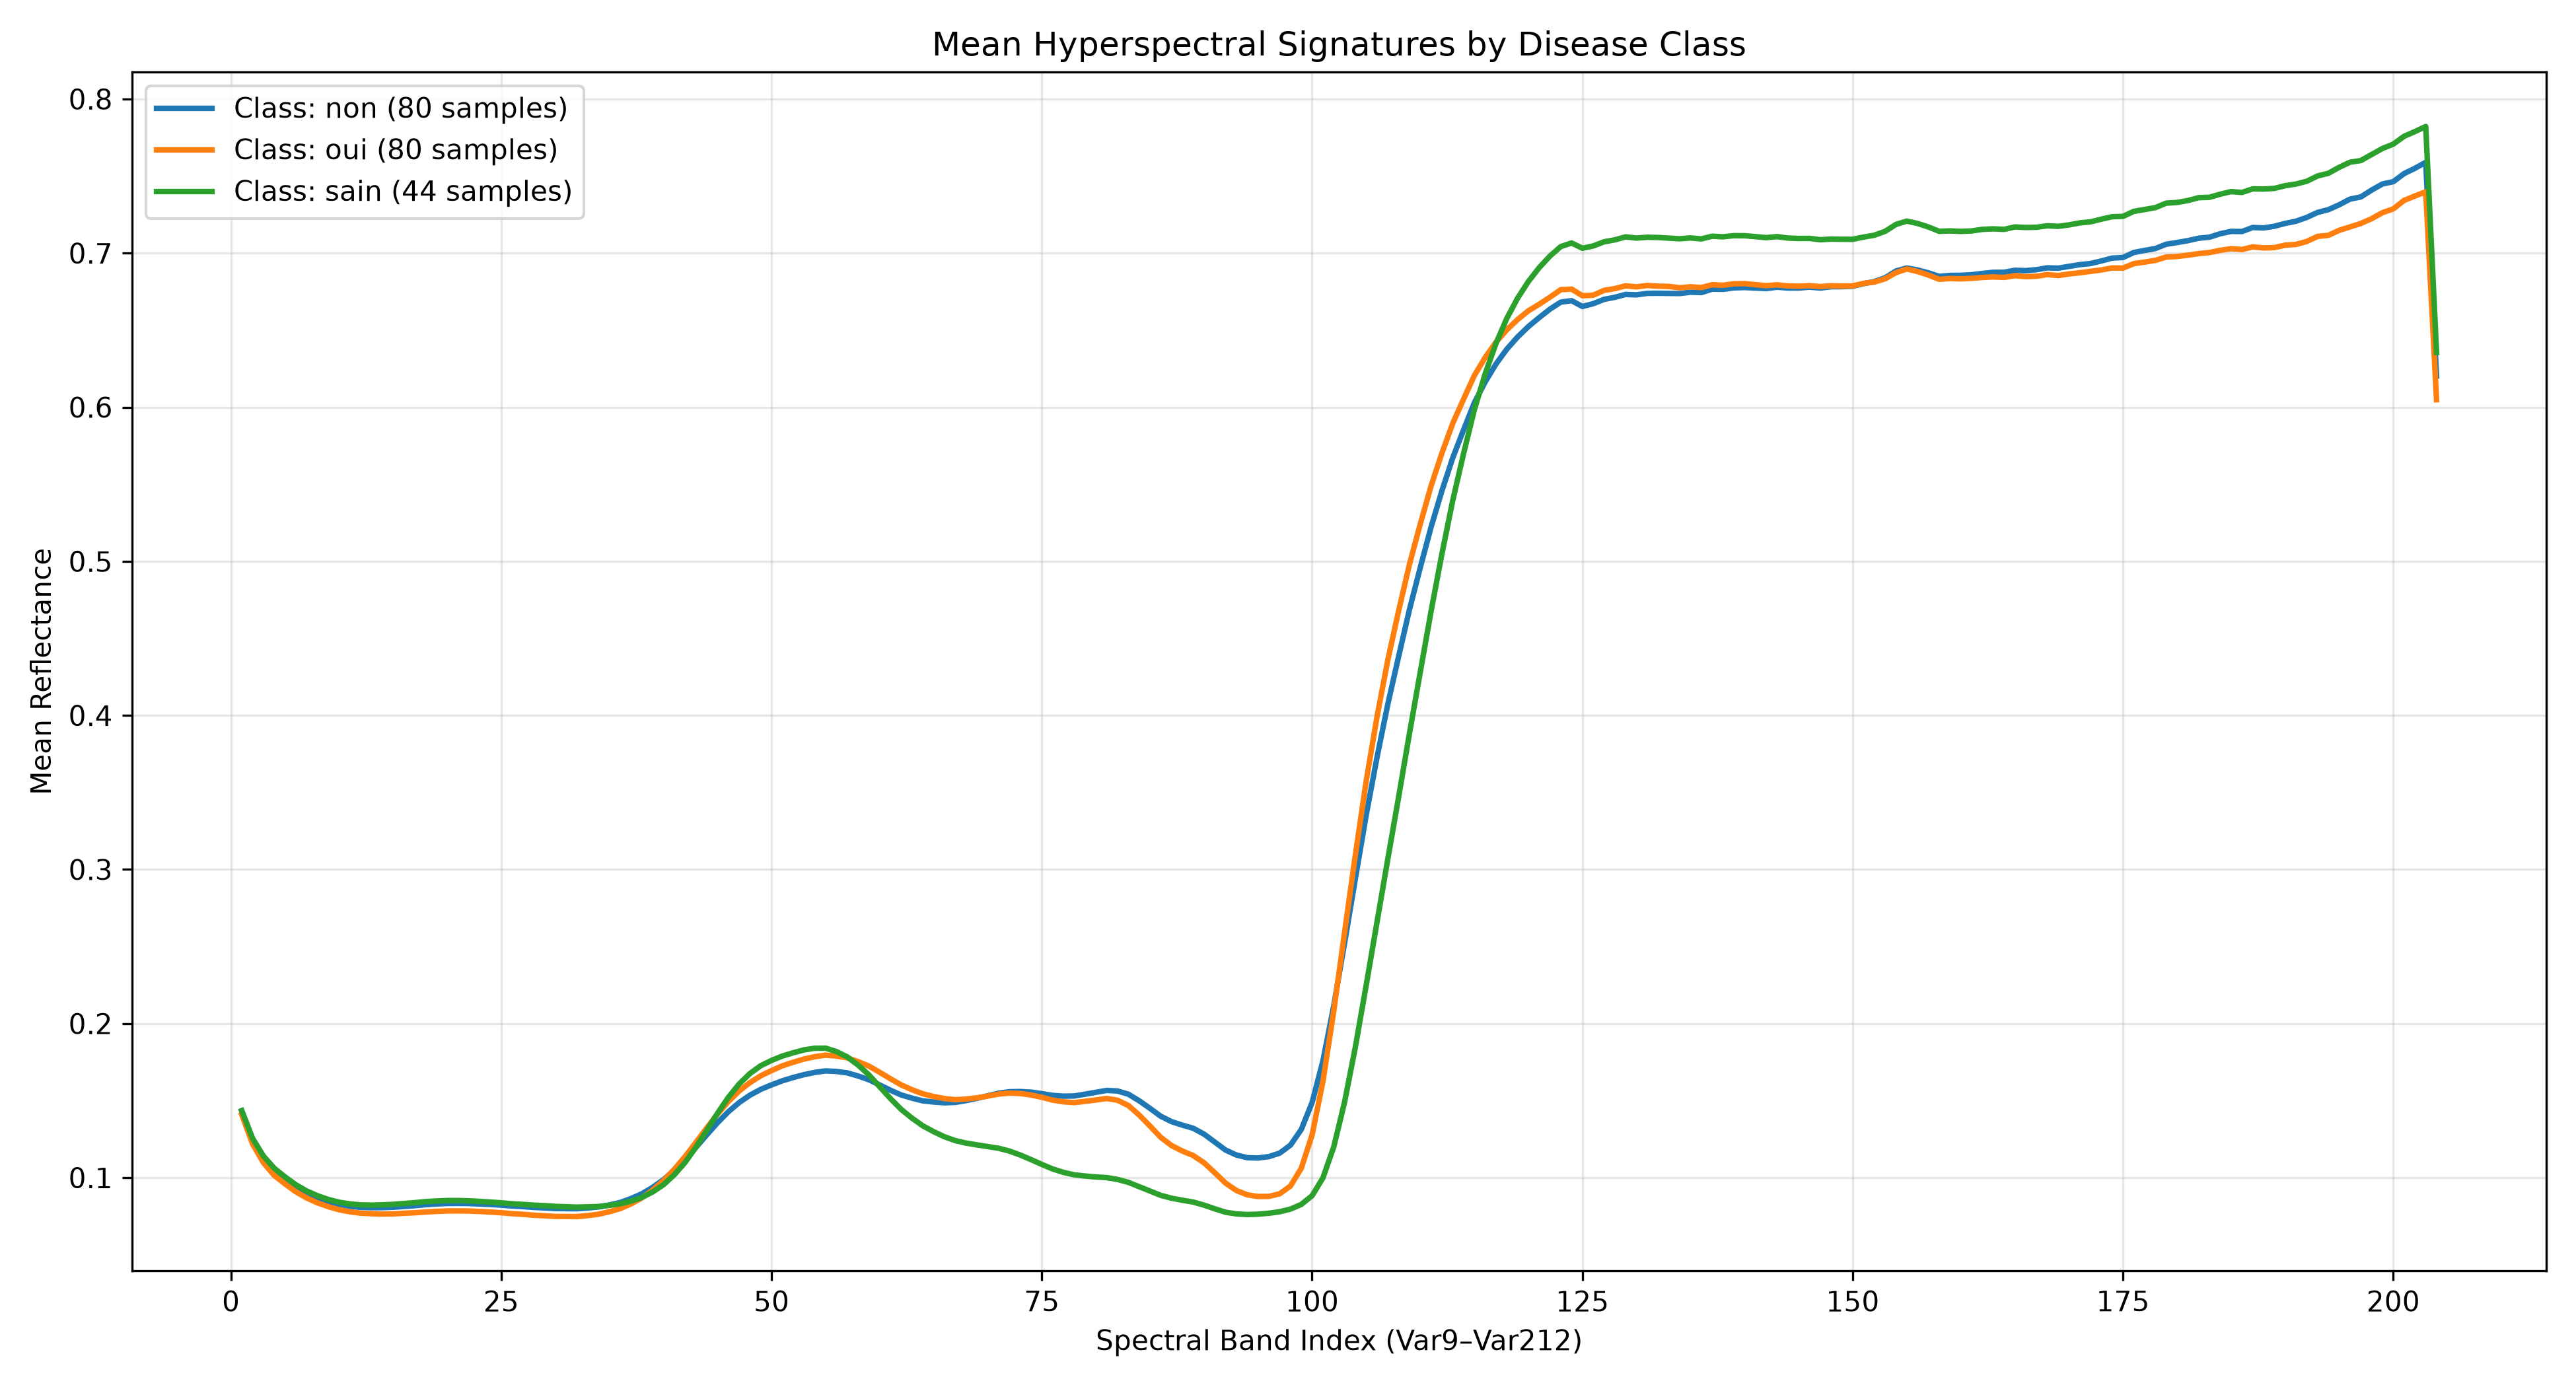 Mean Hyperspectral Signatures by Disease Class
Class: non (80 samples)
Class: oui (80 samples)
Class: sain (44 samples)
Mean Reflectance
0.8
0.7
0.6
0.5
0.4
0.3
0.2
0.1
0 25 50 75 100 125 150 175 200
Spectral Band Index (Var9–Var212)